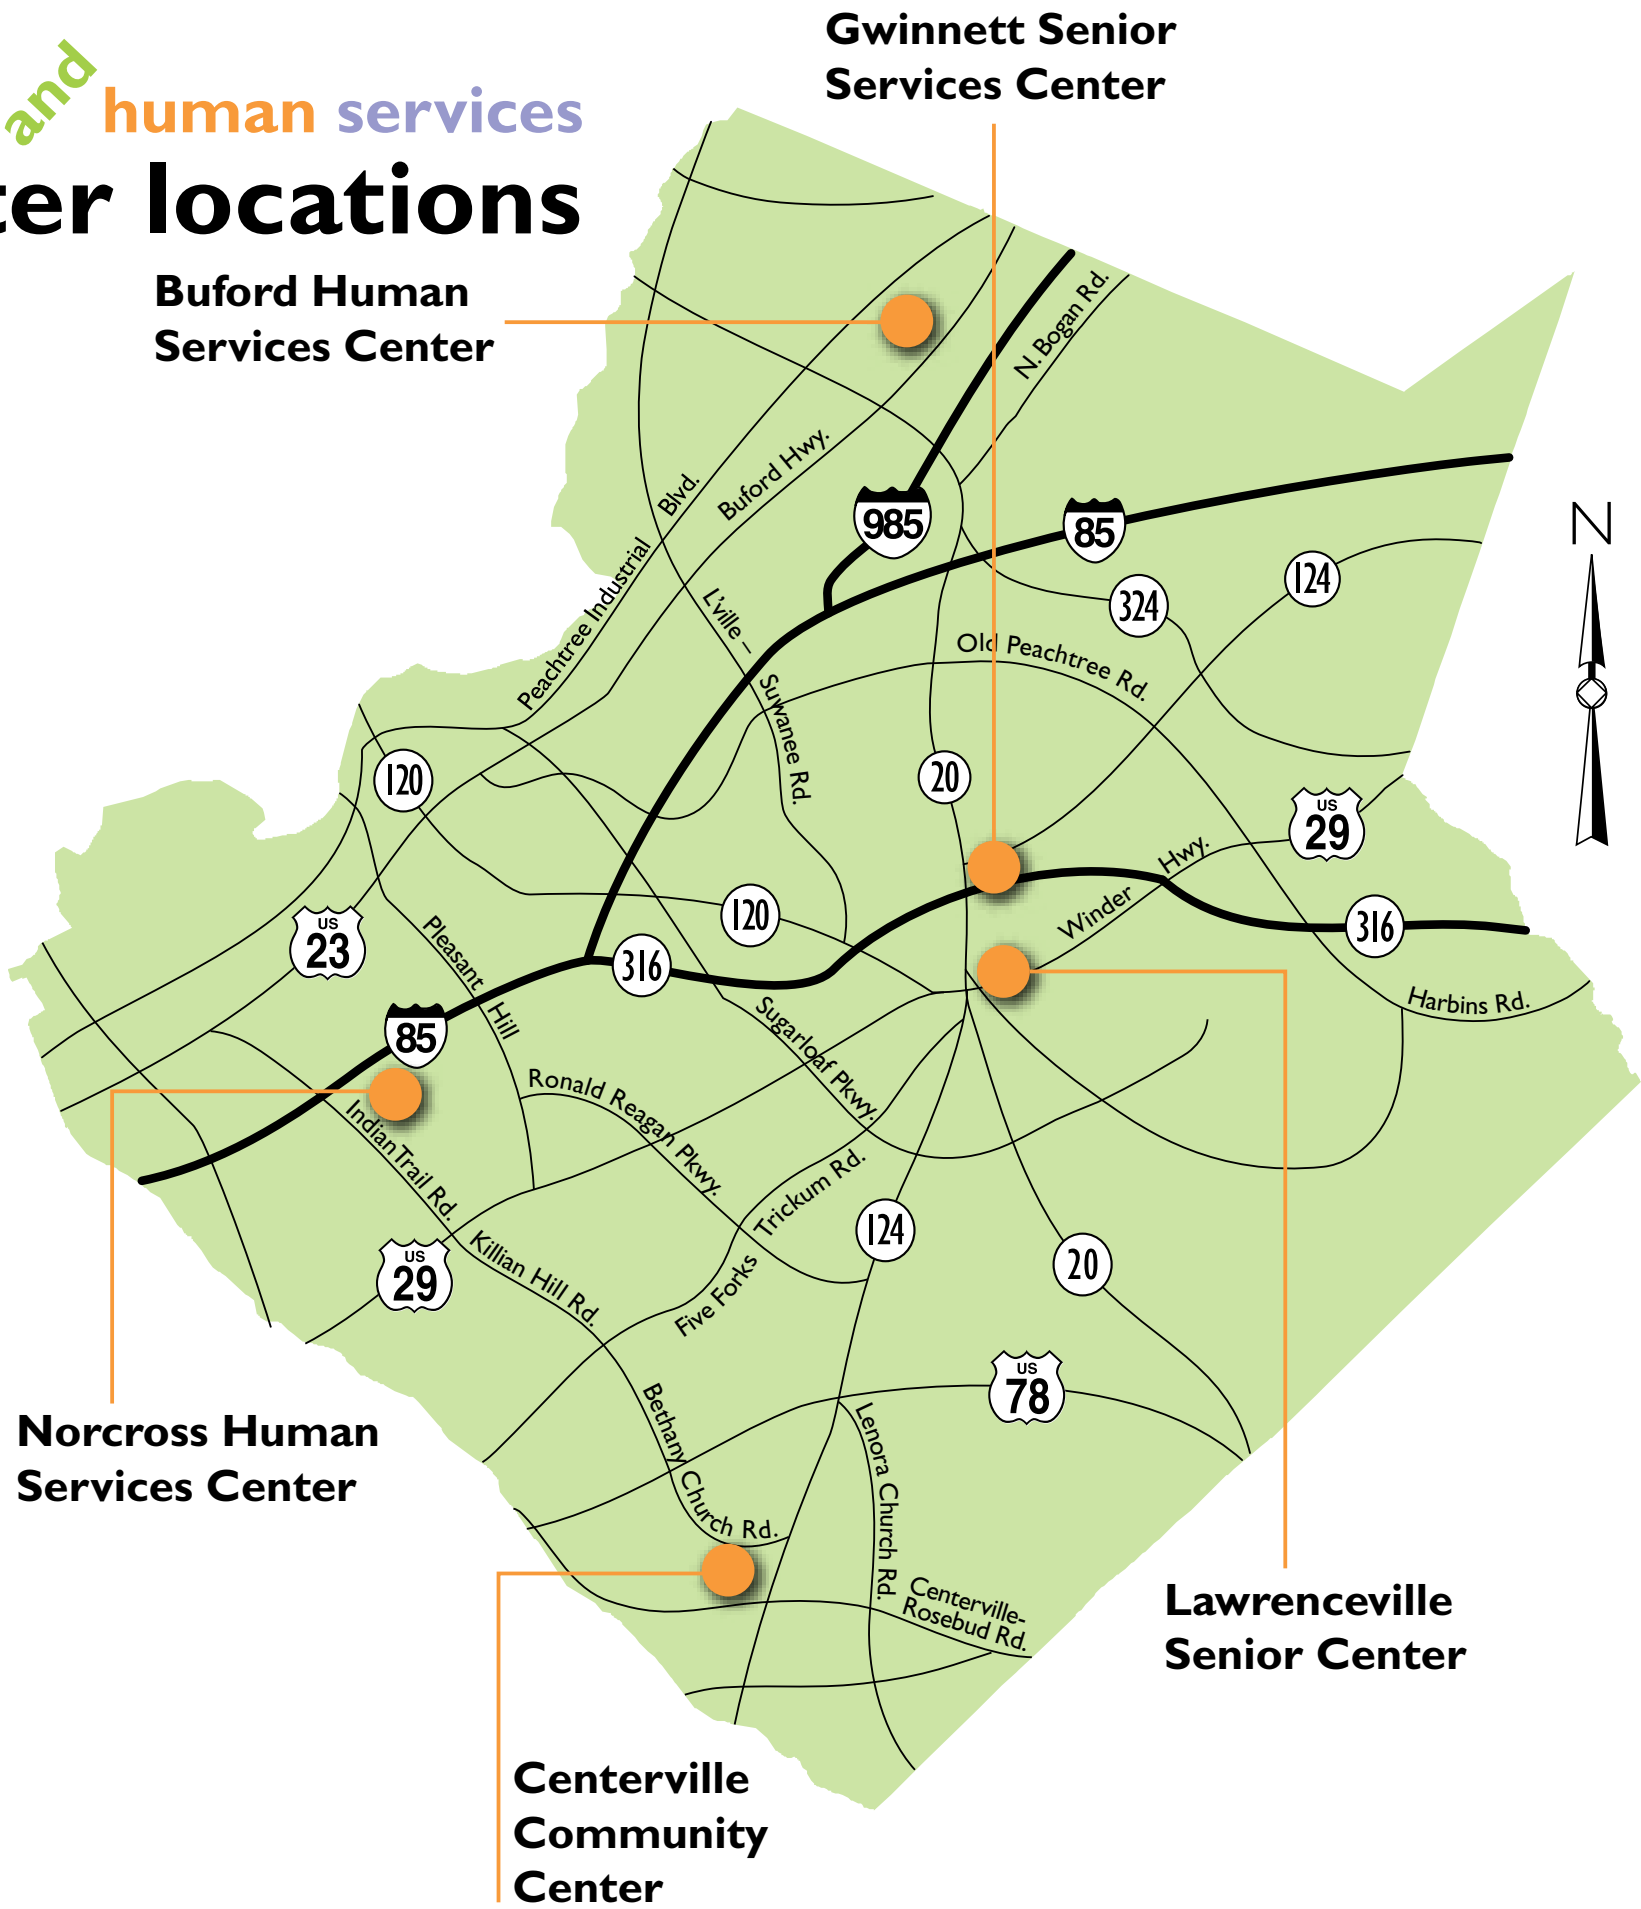 and
human services
ter locations
Gwinnett Senior
Services Center
Buford Human
Services Center
N. Bogan Rd.
Buford Hwy.
Peachtree Industrial Blvd.
985
85
N
124
324
L'ville – Suwanee Rd.
Old Peachtree Rd.
120
20
US
29
Winder Hwy.
120
316
US
23
Pleasant Hill
316
85
Sugarloaf Pkwy.
Harbins Rd.
Ronald Reagan Pkwy.
Indian Trail Rd.
Five Forks Trickum Rd.
124
20
US
29
Killian Hill Rd.
US
78
Bethany Church Rd.
Lenora Church Rd.
Norcross Human
Services Center
Centerville-
Rosebud Rd.
Lawrenceville
Senior Center
Centerville
Community
Center